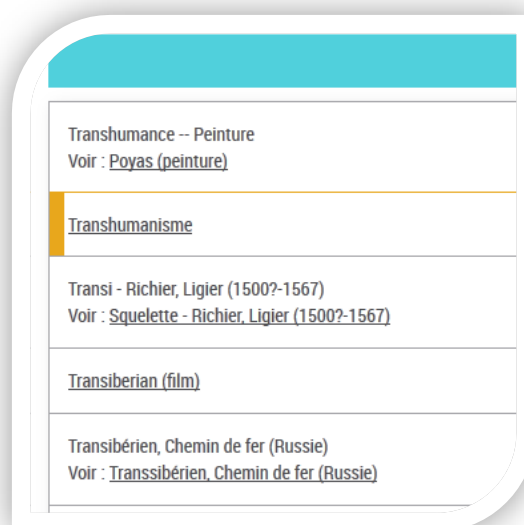 Transhumance -- Peinture
Voir : Poyas (peinture)
Transhumanisme
Transi - Richier, Ligier (1500?-1567)
Voir : Squelette - Richier, Ligier (1500?-1567)
Transiberian (film)
Transibérien, Chemin de fer (Russie)
Voir : Transsibérien, Chemin de fer (Russie)